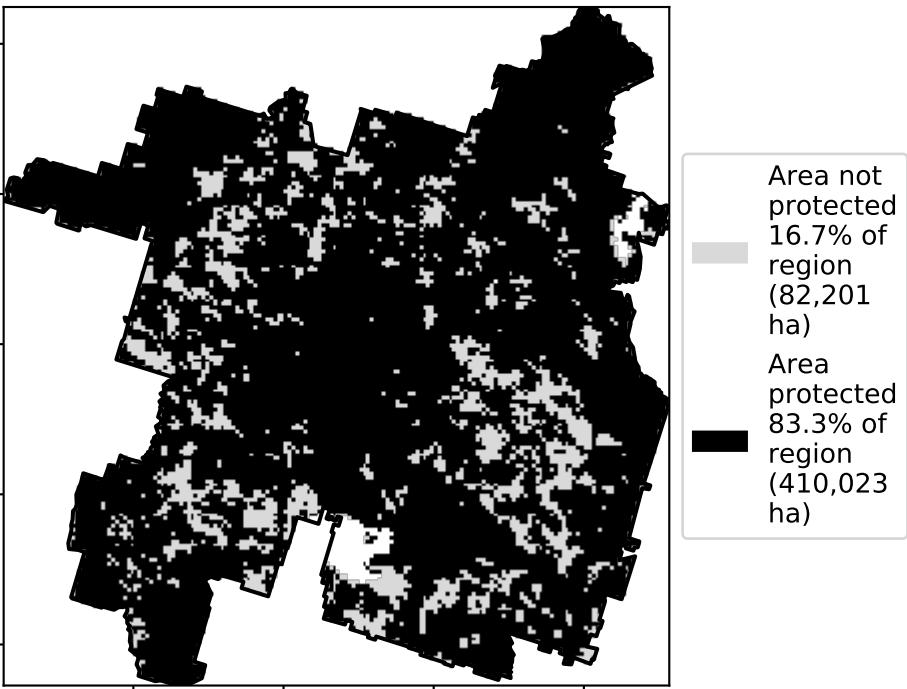 Area not
protected
16.7% of
region
(82,201
ha)
Area
protected
83.3% of
region
(410,023
ha)